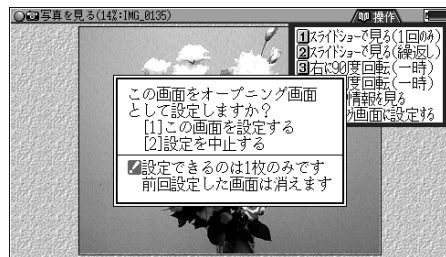 写真を見る(14%:IMG_0135)
操作
1 スライドショーで見る(1回のみ)
2 スライドショーで見る(繰返し)
3 右に90度回転(一時)
度回転(一時)
情報を見る
画面に設定する
この画面をオープニング画面
として設定しますか?
[1]この画面を設定する
[2]設定を中止する
設定できるのは1枚のみです
前回設定した画面は消えます